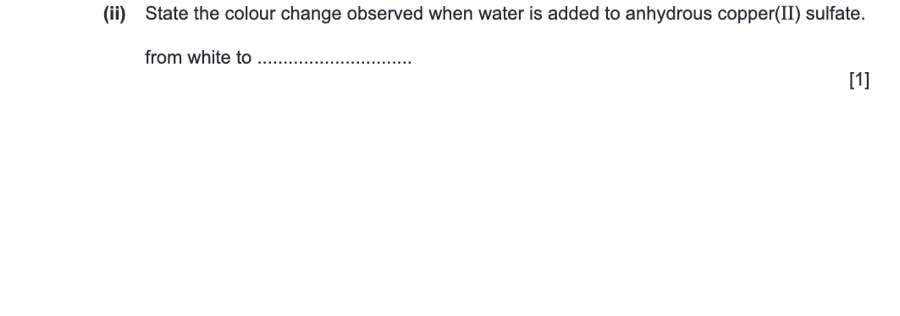 (ii) State the colour change observed when water is added to anhydrous copper(II) sulfate.
from white to ..............................
[1]